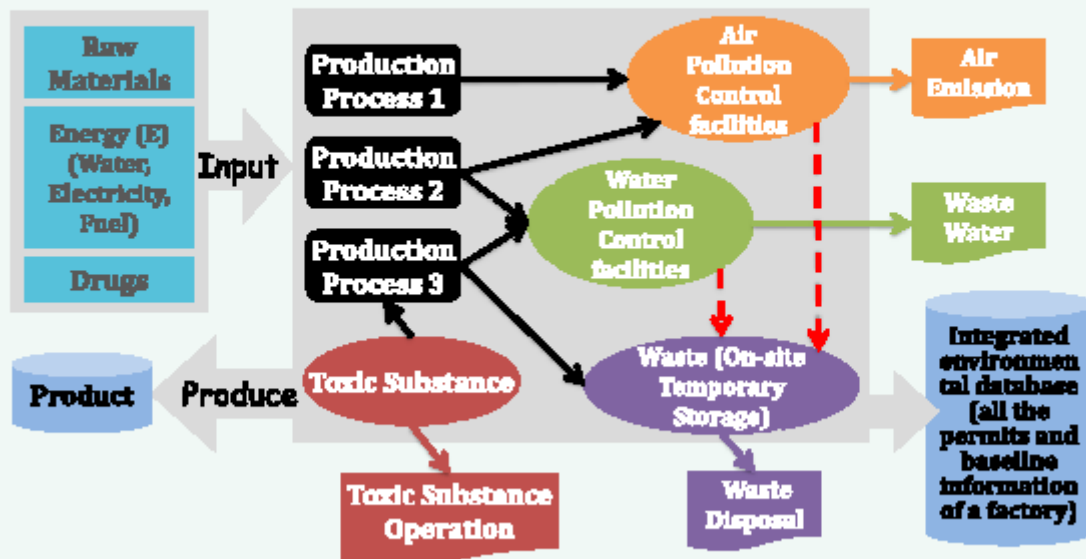 Raw
Materials
Energy (E)
(Water,
Electricity,
Fuel)
Drugs
Input
Production
Process 1
Production
Process 2
Production
Process 3
Air
Pollution
Control
facilities
Water
Pollution
Control
facilities
Air
Emission
Waste
Water
Product
Produce
Toxic Substance
Waste (On-site
Temporary
Storage)
Toxic Substance
Operation
Waste
Disposal
Integrated
environmen
tal database
(all the
permits and
baseline
information
of a factory)